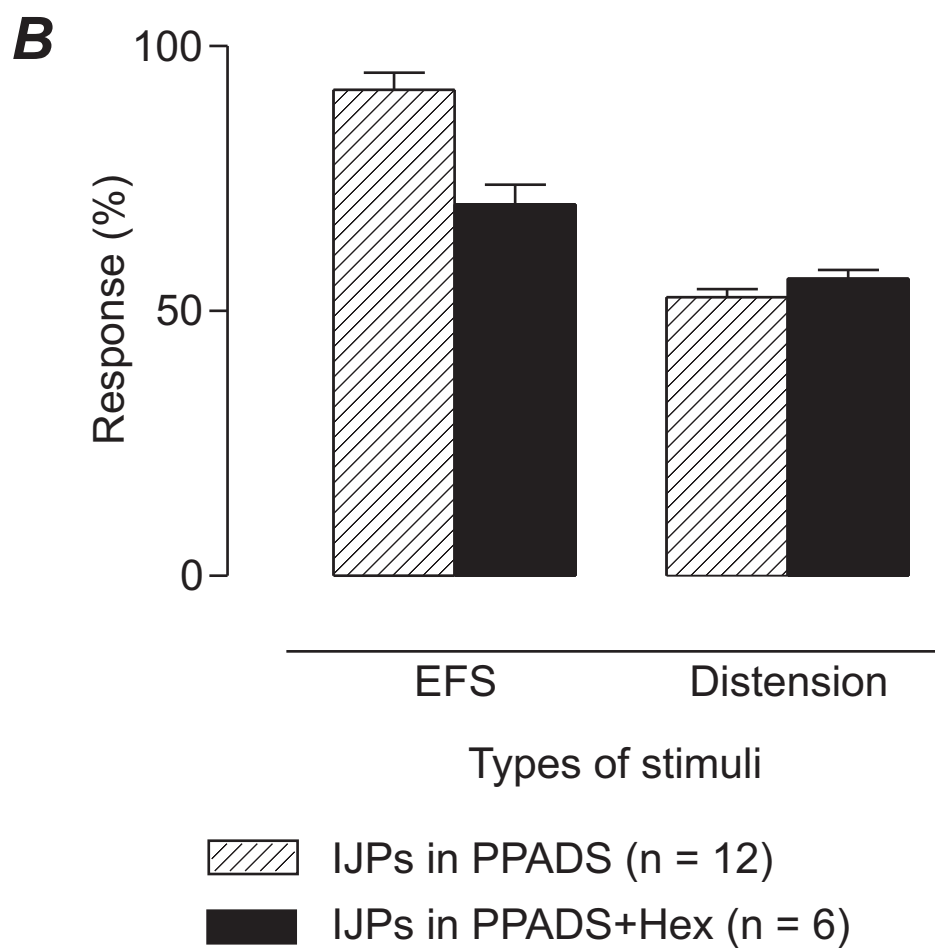 B
100
50
0
Response (%)
EFS
Distension
Types of stimuli
IJPs in PPADS (n = 12)
IJPs in PPADS+Hex (n = 6)